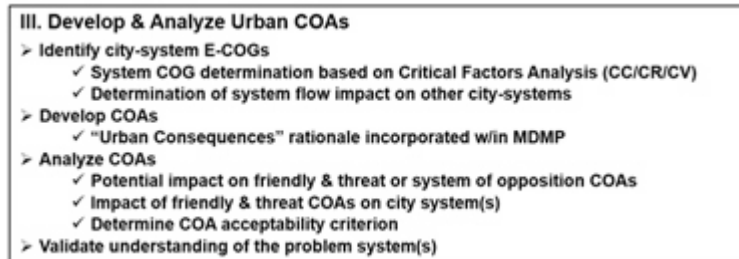 III. Develop & Analyze Urban COAs
➢ Identify city-system E-COGs
✓ System COG determination based on Critical Factors Analysis (CC/CR/CV)
✓ Determination of system flow impact on other city-systems
➢ Develop COAs
✓ “Urban Consequences” rationale incorporated w/in MDMP
➢ Analyze COAs
✓ Potential impact on friendly & threat or system of opposition COAs
✓ Impact of friendly & threat COAs on city system(s)
✓ Determine COA acceptability criterion
➢ Validate understanding of the problem system(s)